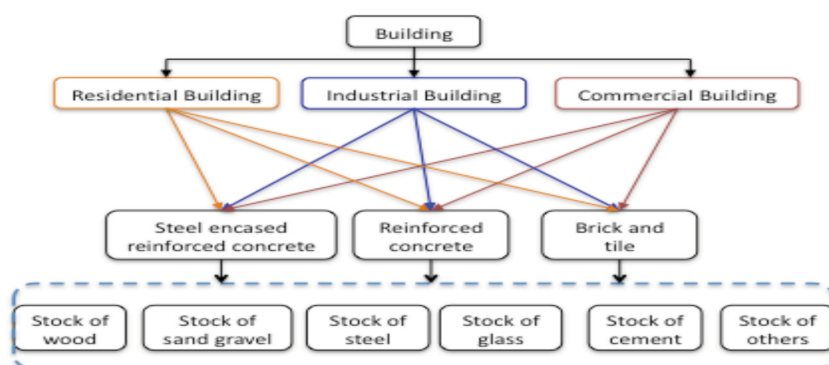 Building
Residential Building
Industrial Building
Commercial Building
Steel encased
reinforced concrete
Reinforced
concrete
Brick and
tile
Stock of
wood
Stock of
sand gravel
Stock of
steel
Stock of
glass
Stock of
cement
Stock of
others